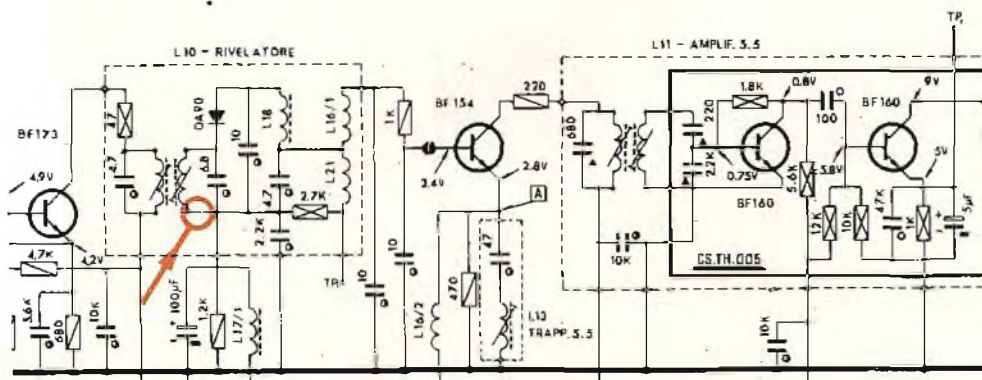 TP₁
L10 - RIVELATORE
L11 - AMPLIF. 5.5
BF173
47
4.7
OA90
6.8
10
L18
L16/1
L21
4.7
2.7K
2.2K
1K
BF154
220
3.4V
2.8V
A
680
220
2.2K
1.8K
0.8V
0.75V
BF160
100
BF160
9V
5V
5.6K
5.8V
12K
10K
47K
1K
5µF
CS.TH.005
10K
4.9V
4.2V
4.7K
5.6K
680
10K
100µF
1.2K
L17/1
10
10
L16/2
470
47
L13
TRAPP. 5.5
10K